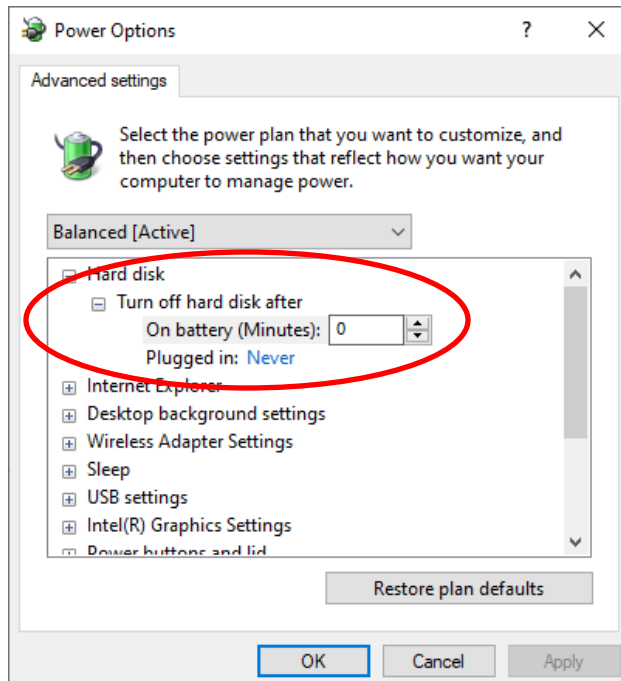 Power Options
Advanced settings
Select the power plan that you want to customize, and
then choose settings that reflect how you want your
computer to manage power.
Balanced [Active]
Hard disk
Turn off hard disk after
On battery (Minutes): 0
Plugged in: Never
Internet Explorer
Desktop background settings
Wireless Adapter Settings
Sleep
USB settings
Intel(R) Graphics Settings
Power buttons and lid
Restore plan defaults
OK Cancel Apply